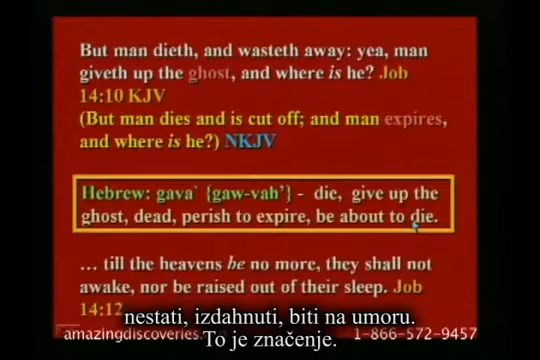 But man dieth, and wasteth away: yea, man
giveth up the ghost, and where is he? Job
14:10 KJV
(But man dies and is cut off; and man expires,
and where is he?) NKJV
Hebrew: gava` {gaw-vah'} - die, give up the
ghost, dead, perish to expire, be about to die.
... till the heavens be no more, they shall not
awake, nor be raised out of their sleep. Job
14:12
nestati, izdahnuti, biti na umoru.
To je značenje.
amazingdiscoveries. 1-866-572-9457